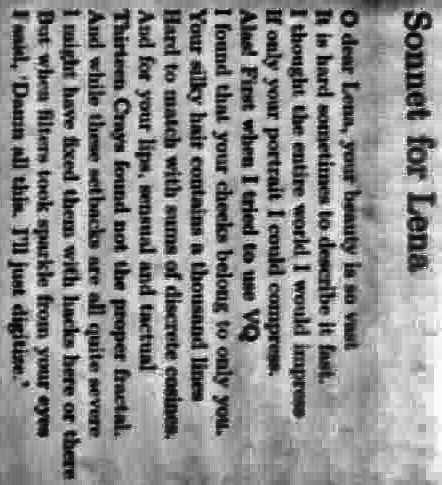 Sonnet for Lena
O dear Lena, your beauty is so vast
It is hard sometimes to describe it fast.
I thought the entire world I would impress
If only your portrait I could compress.
Alas! First when I tried to use VQ
I found that your cheeks belong to only you.
Your silky hair contains a thousand lines
Hard to match with sums of discrete cosines.
And for your lips, sensual and tactual
Thirteen Crays found not the proper fractal.
And while these setbacks are all quite severe
I might have fixed them with hacks here or there
But when filters took sparkle from your eyes
I said, 'Damn all this. I'll just digitize.'